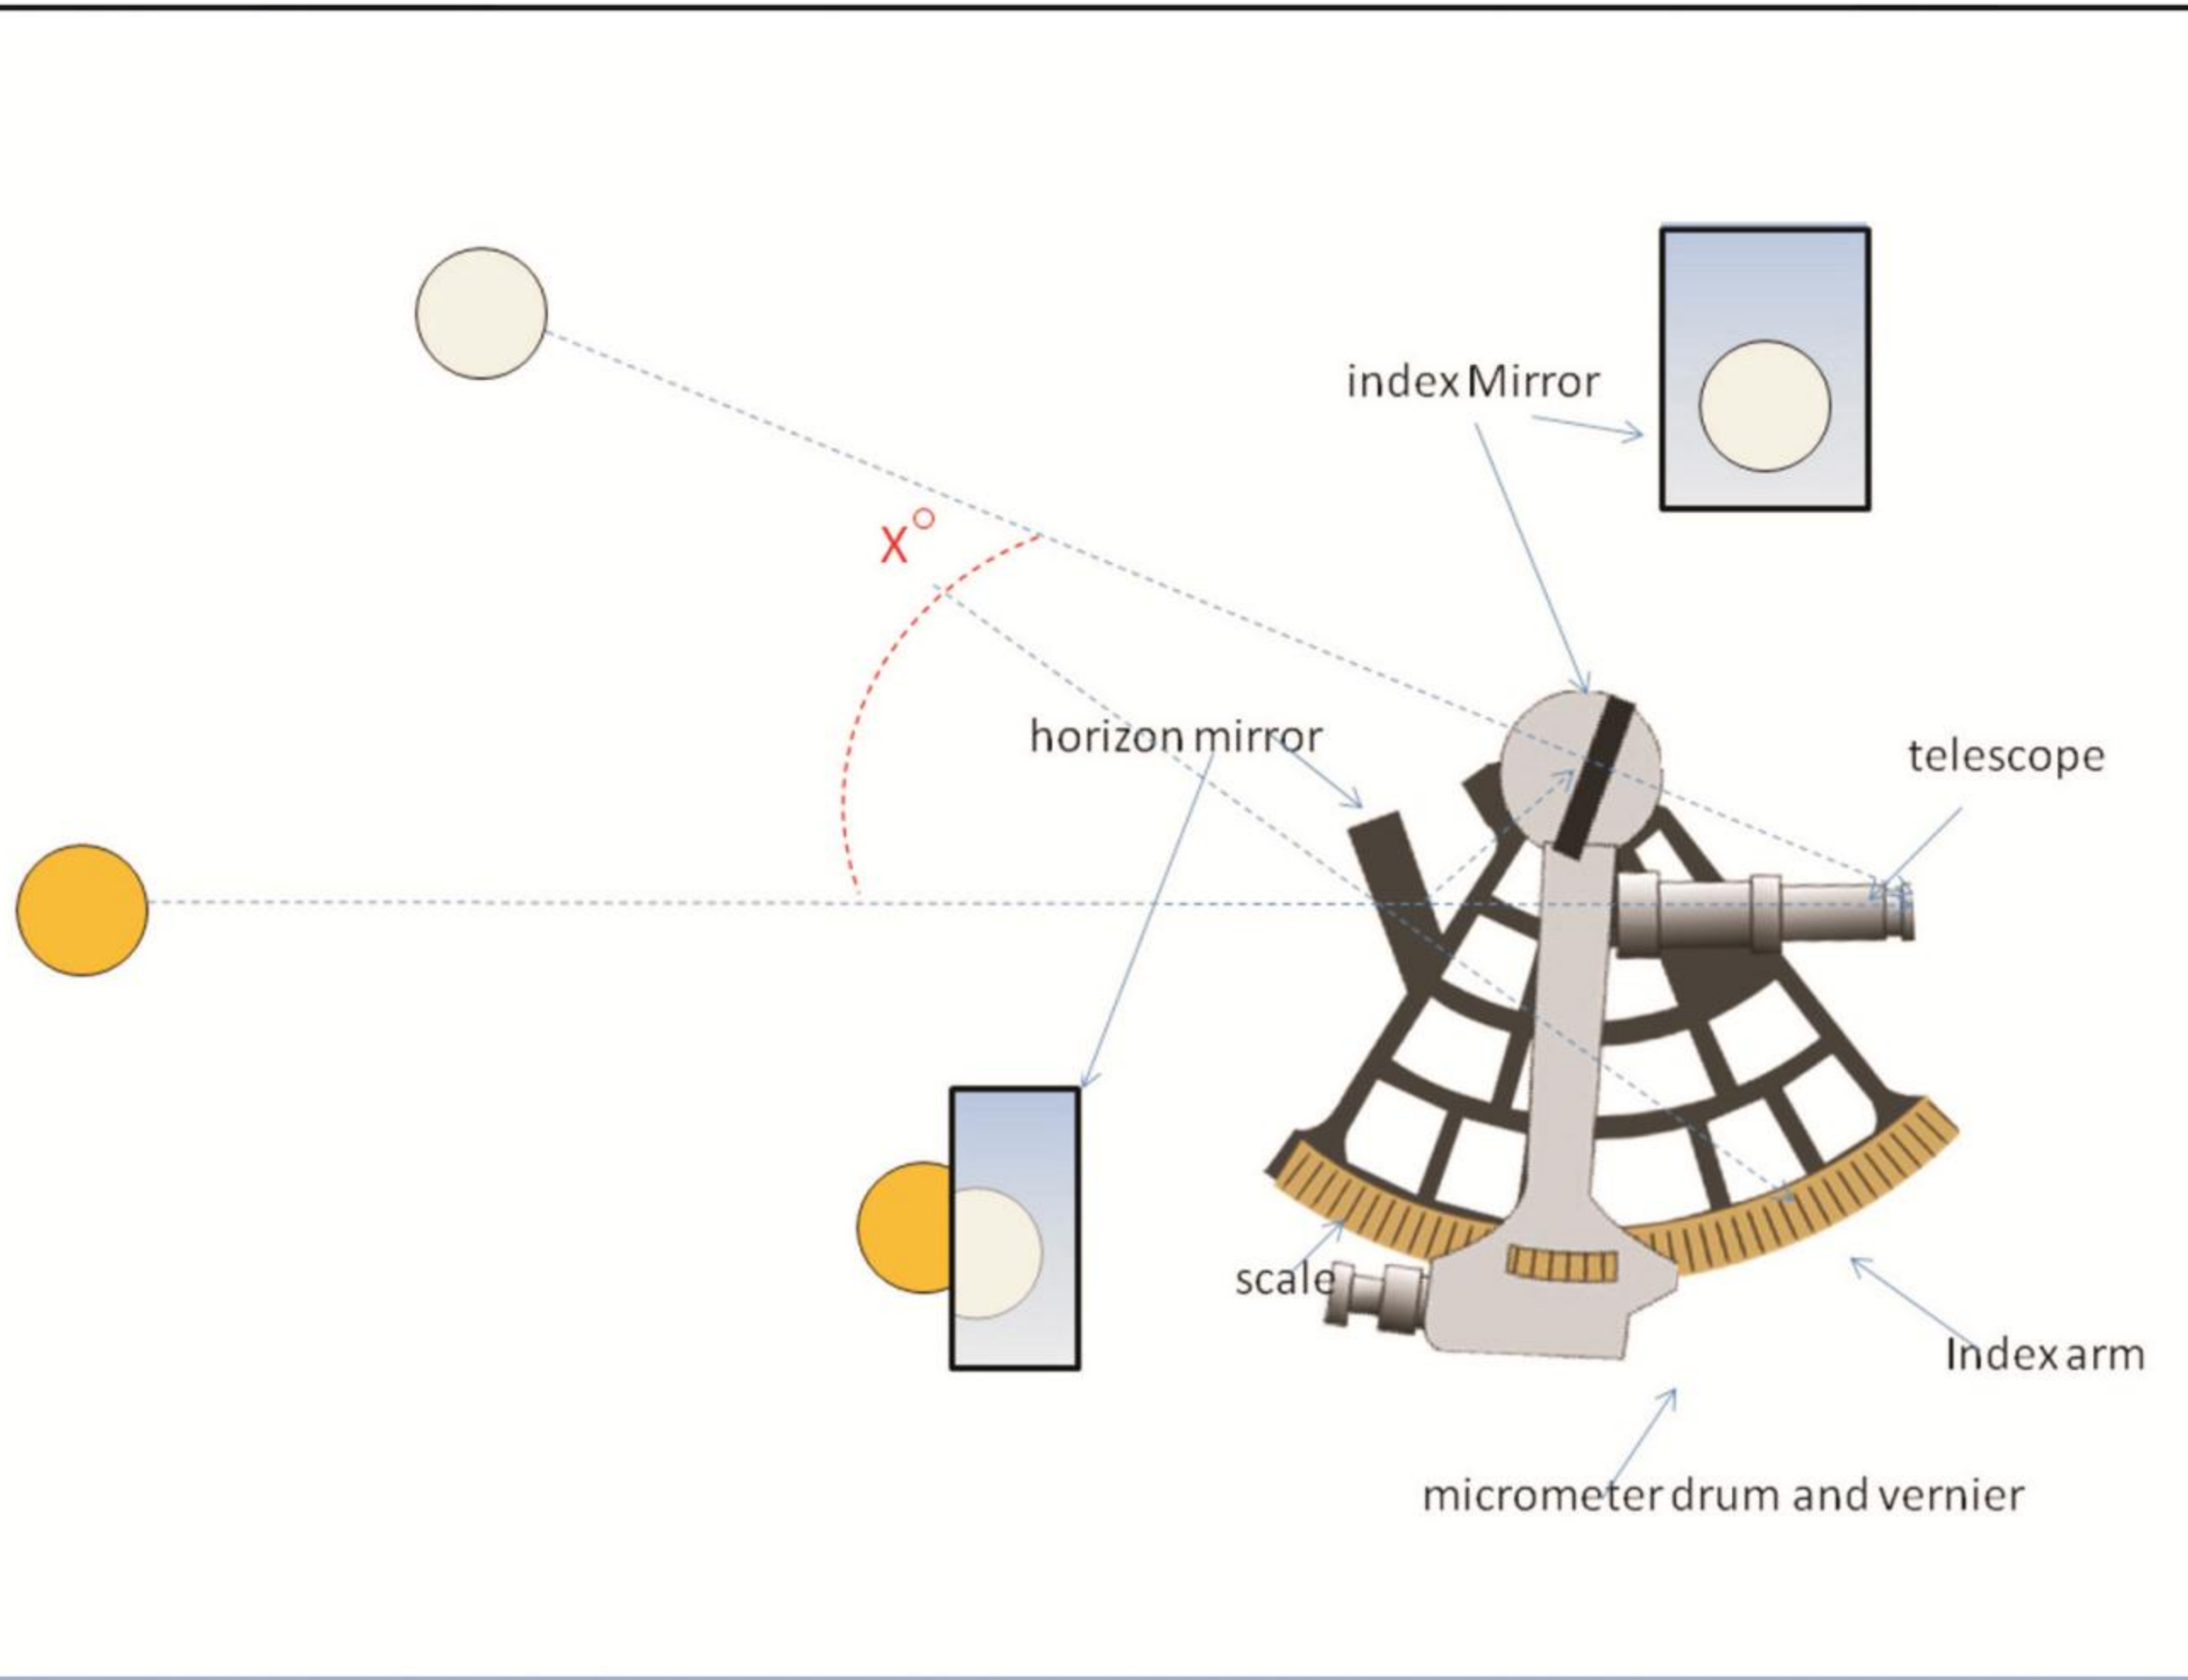 index Mirror
x°
horizon mirror
telescope
scale
Index arm
micrometer drum and vernier